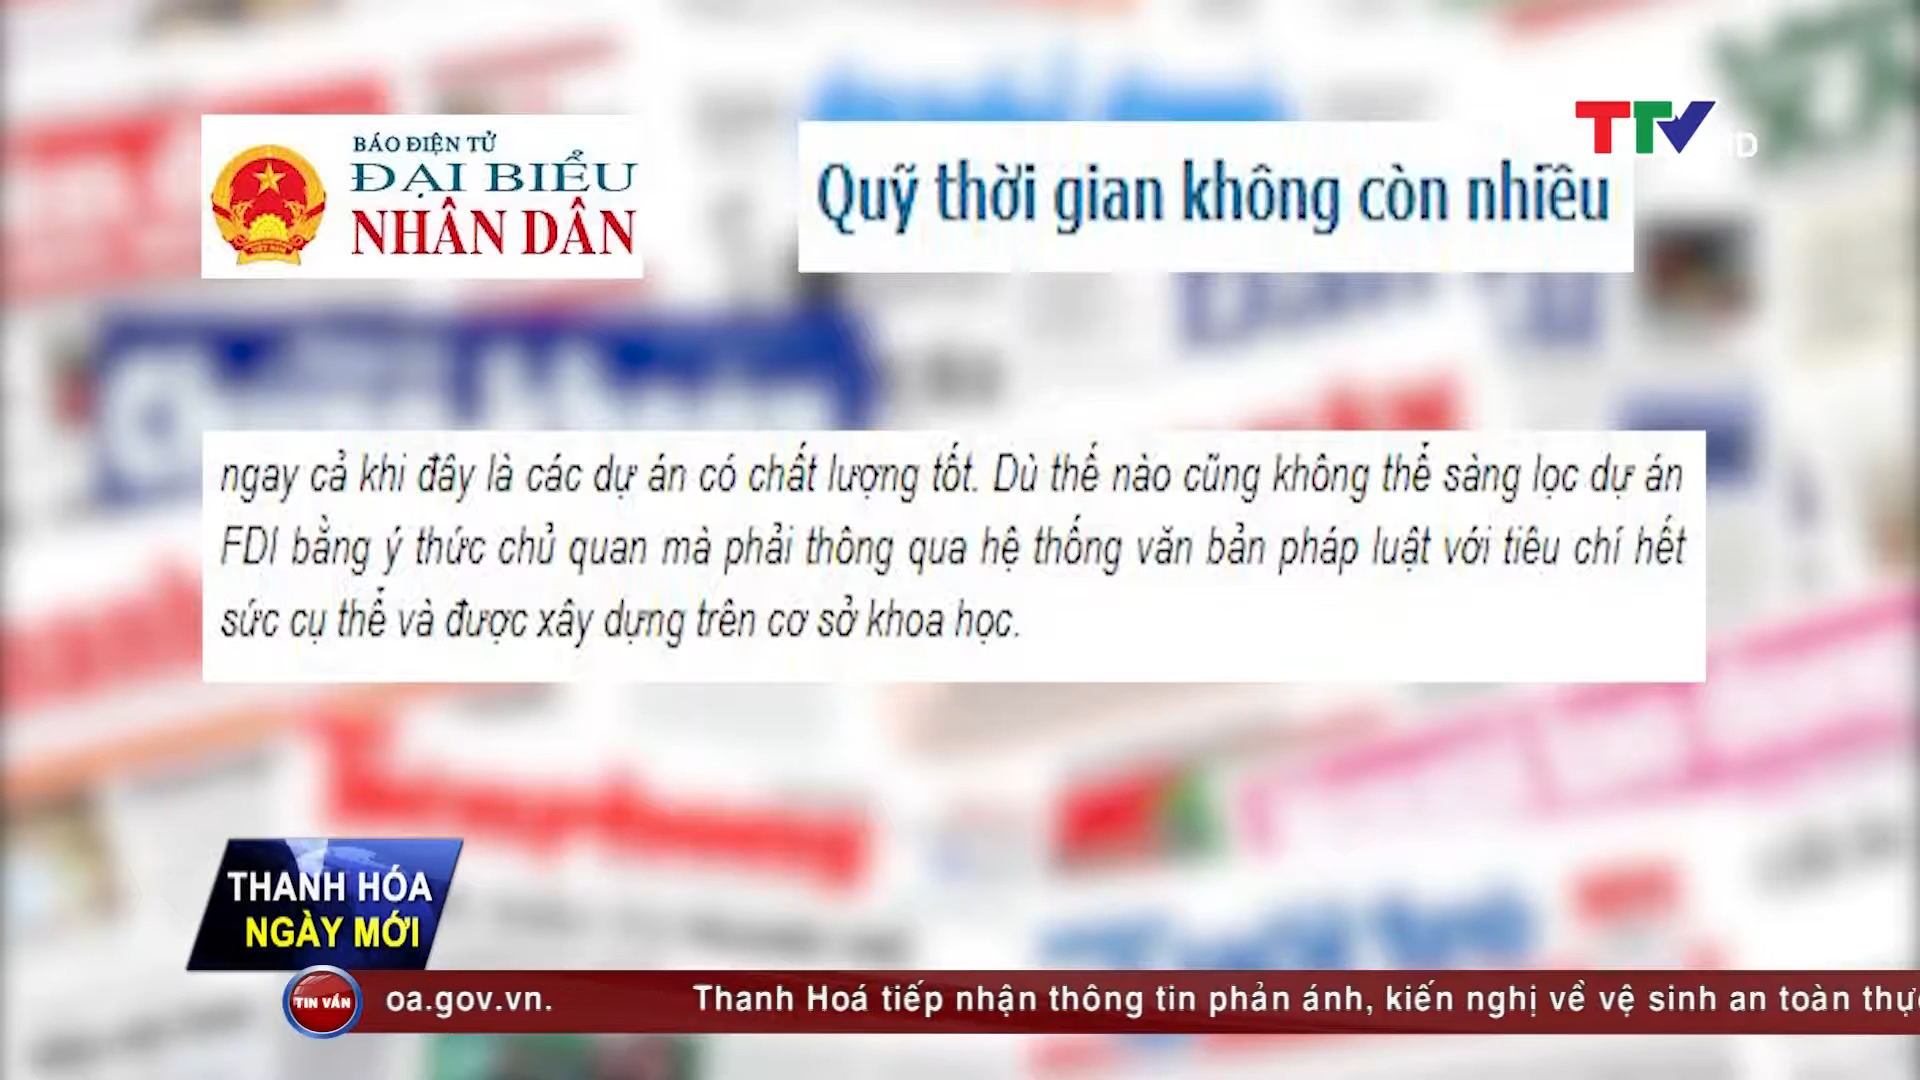 BÁO ĐIỆN TỬ
ĐẠI BIỂU
NHÂN DÂN
Quỹ thời gian không còn nhiều
TTV HD
ngay cả khi đây là các dự án có chất lượng tốt. Dù thế nào cũng không thể sàng lọc dự án
FDI bằng ý thức chủ quan mà phải thông qua hệ thống văn bản pháp luật với tiêu chí hết
sức cụ thể và được xây dựng trên cơ sở khoa học.
THANH HÓA
NGÀY MỚI
TIN VẮN
oa.gov.vn. Thanh Hoá tiếp nhận thông tin phản ánh, kiến nghị về vệ sinh an toàn thực